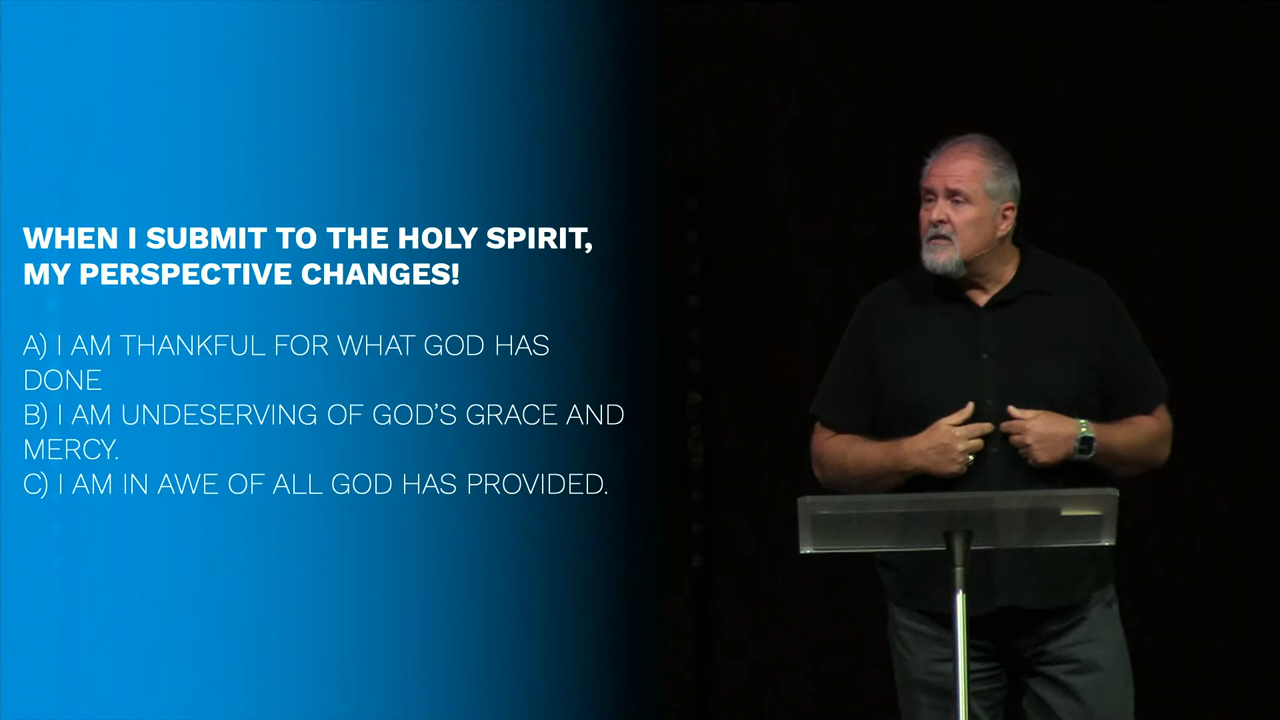 WHEN I SUBMIT TO THE HOLY SPIRIT,
MY PERSPECTIVE CHANGES!
A) I AM THANKFUL FOR WHAT GOD HAS
DONE
B) I AM UNDESERVING OF GOD'S GRACE AND
MERCY.
C) I AM IN AWE OF ALL GOD HAS PROVIDED.